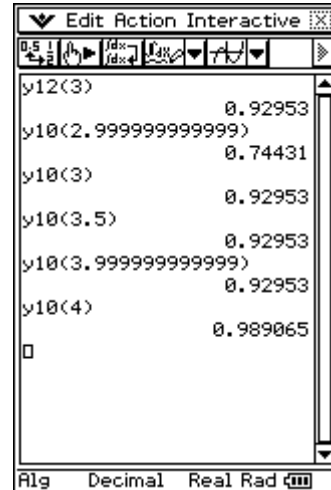 Edit Action Interactive
y12(3)
0.92953
y10(2.999999999999)
0.74431
y10(3)
0.92953
y10(3.5)
0.92953
y10(3.999999999999)
0.92953
y10(4)
0.989065
Alg Decimal Real Rad